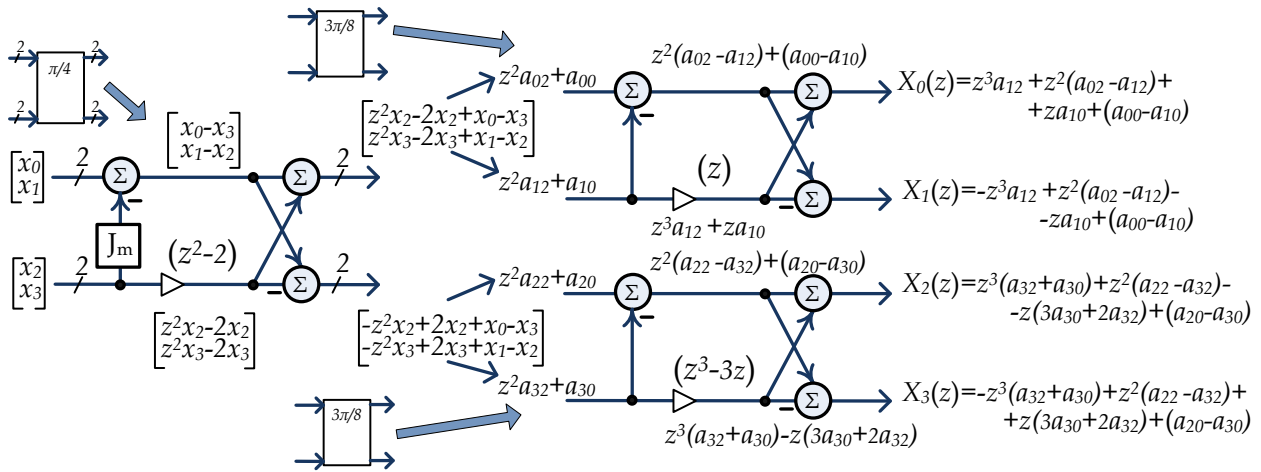 3π/8
2 2
π/4
2 2
z²(a₀₂ -a₁₂)+(a₀₀-a₁₀)
z²a₀₂+a₀₀
Σ − Σ
X₀(z)=z³a₁₂ +z²(a₀₂ -a₁₂)+
+za₁₀+(a₀₀-a₁₀)
[z²x₂-2x₂+x₀-x₃
z²x₃-2x₃+x₁-x₂]
[x₀-x₃
x₁-x₂]
[x₀
x₁]
2 Σ − Σ 2
z²a₁₂+a₁₀
(z)
− Σ
X₁(z)=-z³a₁₂ +z²(a₀₂ -a₁₂)-
-za₁₀+(a₀₀-a₁₀)
z³a₁₂ +za₁₀
Jₘ
(z²-2)
[x₂
x₃]
2 − Σ 2
[z²x₂-2x₂
z²x₃-2x₃]
z²(a₂₂ -a₃₂)+(a₂₀-a₃₀)
z²a₂₂+a₂₀
Σ − Σ
X₂(z)=z³(a₃₂+a₃₀)+z²(a₂₂ -a₃₂)-
-z(3a₃₀+2a₃₂)+(a₂₀-a₃₀)
[-z²x₂+2x₂+x₀-x₃
-z²x₃+2x₃+x₁-x₂]
z²a₃₂+a₃₀
(z³-3z)
− Σ
X₃(z)=-z³(a₃₂+a₃₀)+z²(a₂₂ -a₃₂)+
+z(3a₃₀+2a₃₂)+(a₂₀-a₃₀)
z³(a₃₂+a₃₀)-z(3a₃₀+2a₃₂)
3π/8